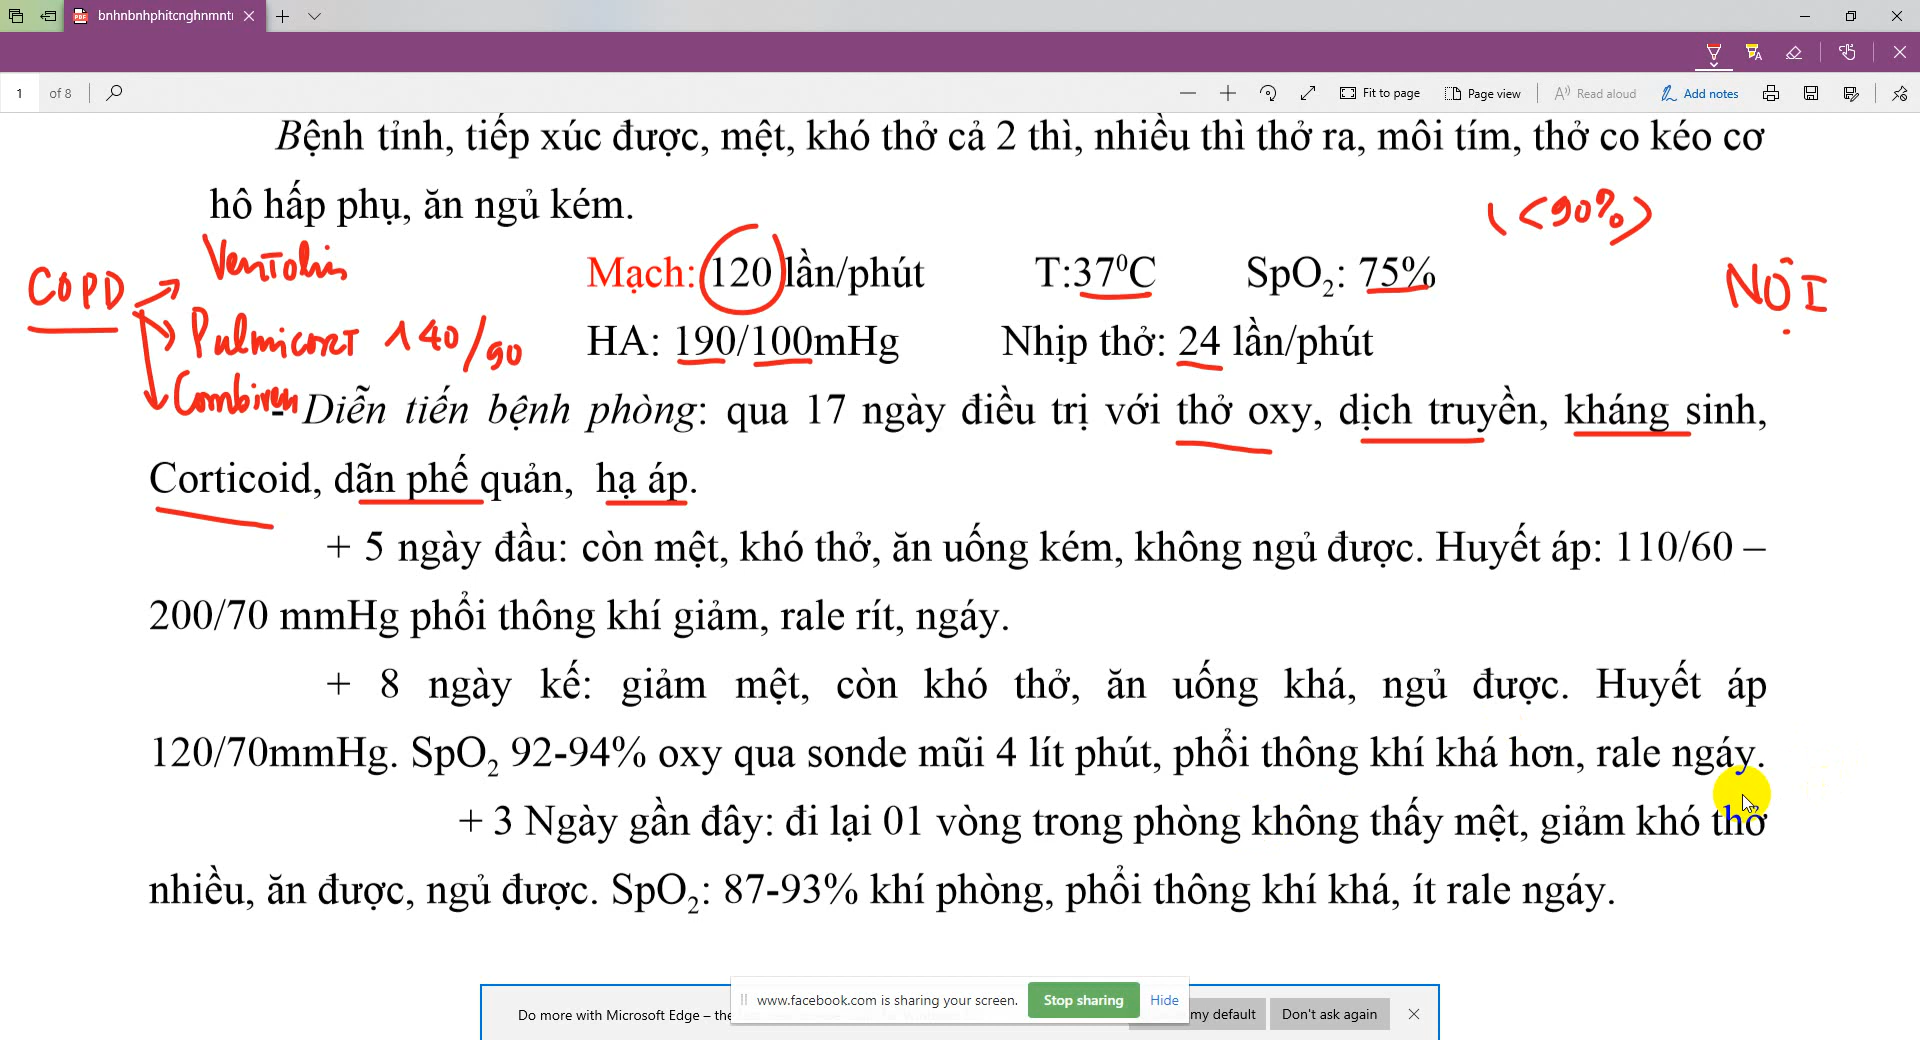 bnhnbnhphitcnghnmntı
1 of 8
Fit to page
Page view
Read aloud
Add notes
Bệnh tỉnh, tiếp xúc được, mệt, khó thở cả 2 thì, nhiều thì thở ra, môi tím, thở co kéo cơ
hô hấp phụ, ăn ngủ kém.
(<90%)
Ventolin
Mạch: 120 lần/phút T:37⁰C SpO₂: 75%
COPD
NỘI
Pulmicort 140/90
HA: 190/100mHg Nhịp thở: 24 lần/phút
Combiven
- Diễn tiến bệnh phòng: qua 17 ngày điều trị với thở oxy, dịch truyền, kháng sinh,
Corticoid, dãn phế quản, hạ áp.
+ 5 ngày đầu: còn mệt, khó thở, ăn uống kém, không ngủ được. Huyết áp: 110/60 –
200/70 mmHg phổi thông khí giảm, rale rít, ngáy.
+ 8 ngày kế: giảm mệt, còn khó thở, ăn uống khá, ngủ được. Huyết áp
120/70mmHg. SpO₂ 92-94% oxy qua sonde mũi 4 lít phút, phổi thông khí khá hơn, rale ngáy.
+ 3 Ngày gần đây: đi lại 01 vòng trong phòng không thấy mệt, giảm khó thở
nhiều, ăn được, ngủ được. SpO₂: 87-93% khí phòng, phổi thông khí khá, ít rale ngáy.
www.facebook.com is sharing your screen.
Stop sharing
Hide
Do more with Microsoft Edge – the
my default
Don't ask again